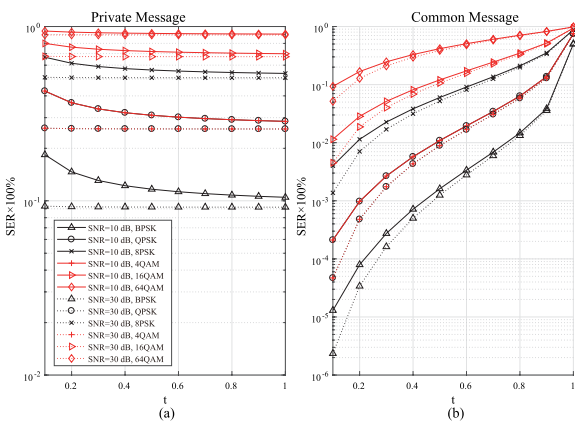 Private Message
10^0
10^-1
10^-2
SER×100%
SNR=10 dB, BPSK
SNR=10 dB, QPSK
SNR=10 dB, 8PSK
SNR=10 dB, 4QAM
SNR=10 dB, 16QAM
SNR=10 dB, 64QAM
SNR=30 dB, BPSK
SNR=30 dB, QPSK
SNR=30 dB, 8PSK
SNR=30 dB, 4QAM
SNR=30 dB, 16QAM
SNR=30 dB, 64QAM
0.2 0.4 0.6 0.8 1
t
(a)
Common Message
10^0
10^-1
10^-2
10^-3
10^-4
10^-5
10^-6
SER×100%
0.2 0.4 0.6 0.8 1
t
(b)